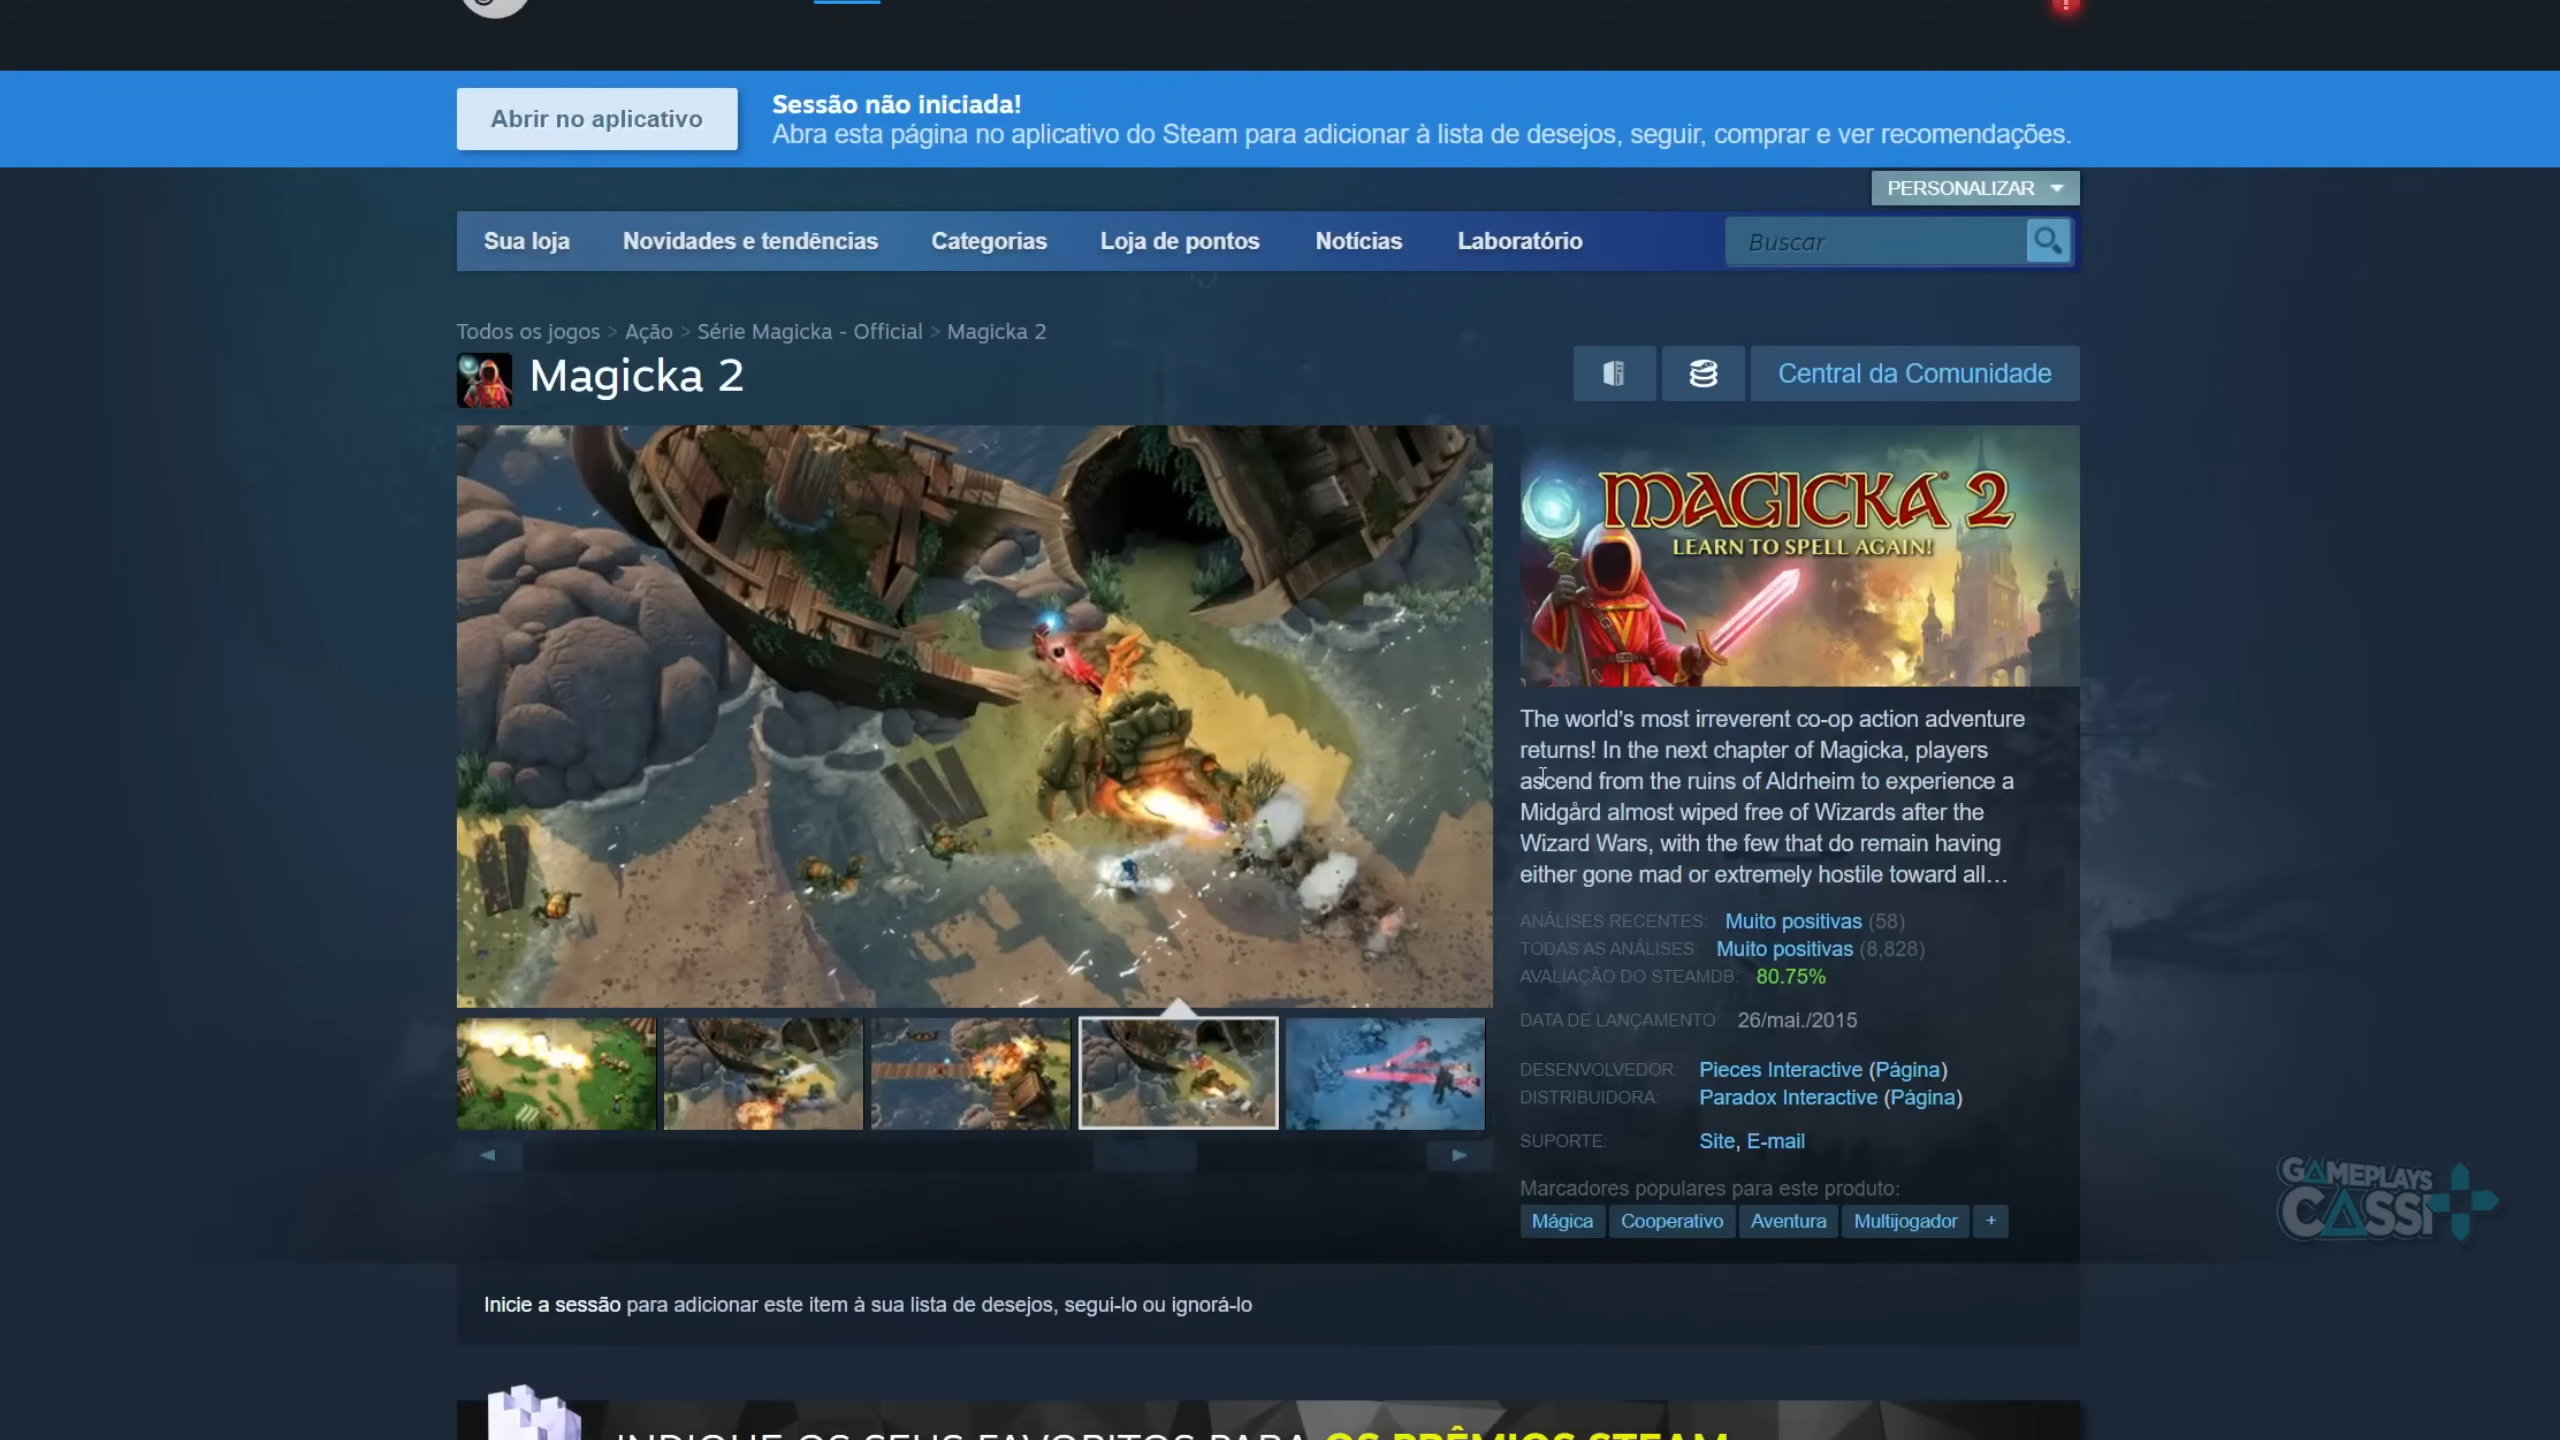 Abrir no aplicativo
Sessão não iniciada!
Abra esta página no aplicativo do Steam para adicionar à lista de desejos, seguir, comprar e ver recomendações.
PERSONALIZAR
Sua loja
Novidades e tendências
Categorias
Loja de pontos
Notícias
Laboratório
Buscar
Todos os jogos > Ação > Série Magicka - Official > Magicka 2
Magicka 2
Central da Comunidade
MAGICKA 2
LEARN TO SPELL AGAIN!
The world's most irreverent co-op action adventure
returns! In the next chapter of Magicka, players
ascend from the ruins of Aldrheim to experience a
Midgård almost wiped free of Wizards after the
Wizard Wars, with the few that do remain having
either gone mad or extremely hostile toward all…
ANÁLISES RECENTES: Muito positivas (58)
TODAS AS ANÁLISES: Muito positivas (8,828)
AVALIAÇÃO DO STEAMDB: 80.75%
DATA DE LANÇAMENTO: 26/mai./2015
DESENVOLVEDOR: Pieces Interactive (Página)
DISTRIBUIDORA: Paradox Interactive (Página)
SUPORTE: Site, E-mail
Marcadores populares para este produto:
Mágica
Cooperativo
Aventura
Multijogador
+
GAMEPLAYS
CASSI
Inicie a sessão para adicionar este item à sua lista de desejos, segui-lo ou ignorá-lo
INDIQUE OS SEUS FAVORITOS PARA OS PRÊMIOS STEAM